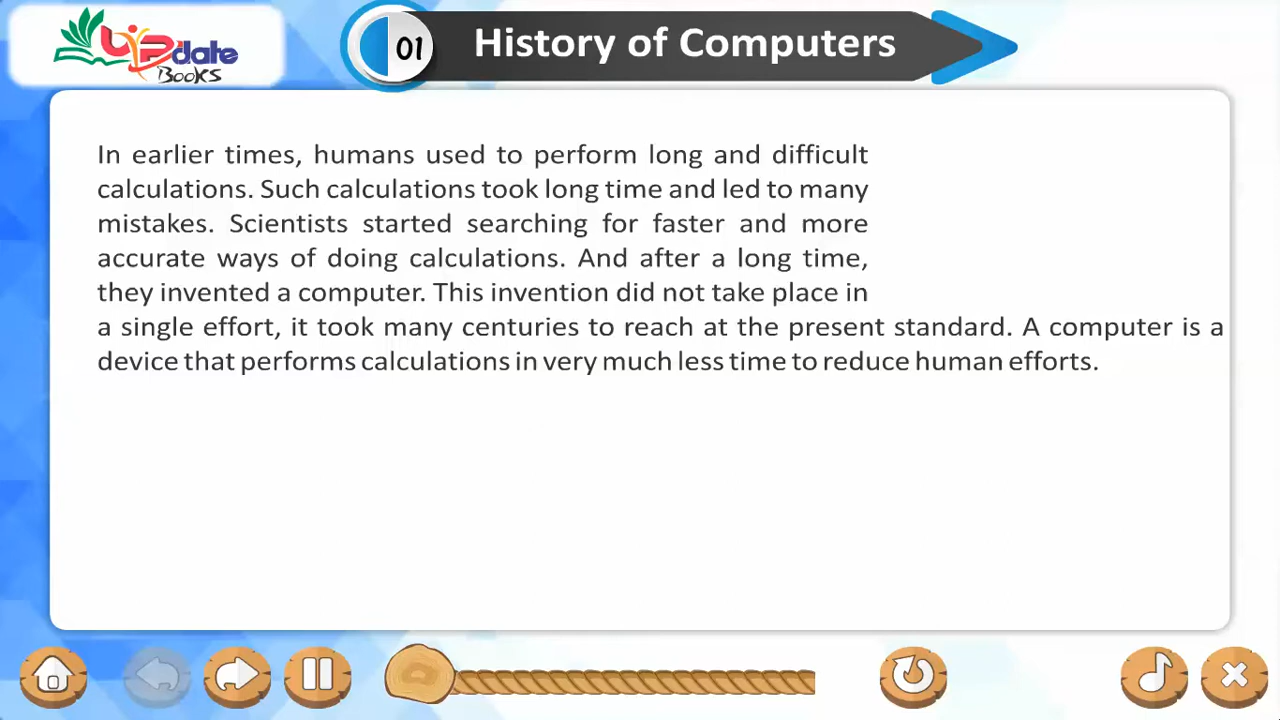 UPdate
Books
01
History of Computers
In earlier times, humans used to perform long and difficult
calculations. Such calculations took long time and led to many
mistakes. Scientists started searching for faster and more
accurate ways of doing calculations. And after a long time,
they invented a computer. This invention did not take place in
a single effort, it took many centuries to reach at the present standard. A computer is a
device that performs calculations in very much less time to reduce human efforts.